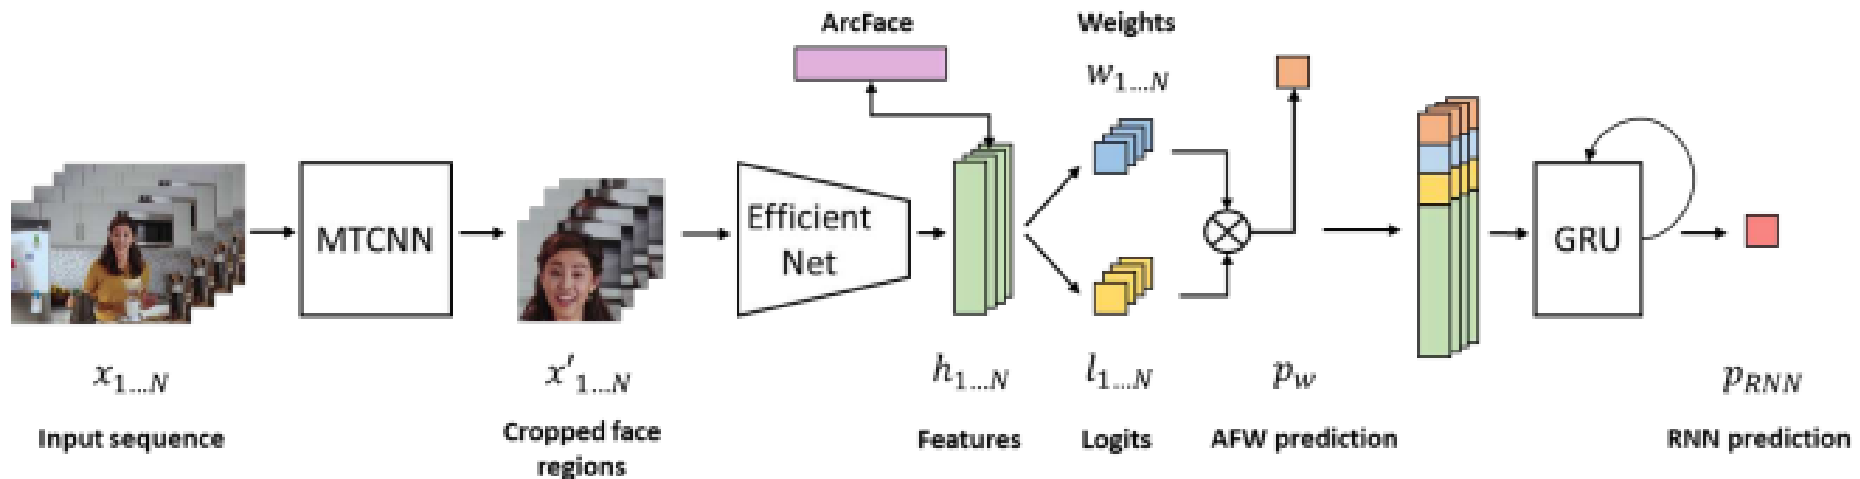 ArcFace
Weights
w1...N
MTCNN
Efficient
Net
GRU
x1...N
x'1...N
h1...N
l1...N
pw
pRNN
Input sequence
Cropped face
regions
Features
Logits
AFW prediction
RNN prediction